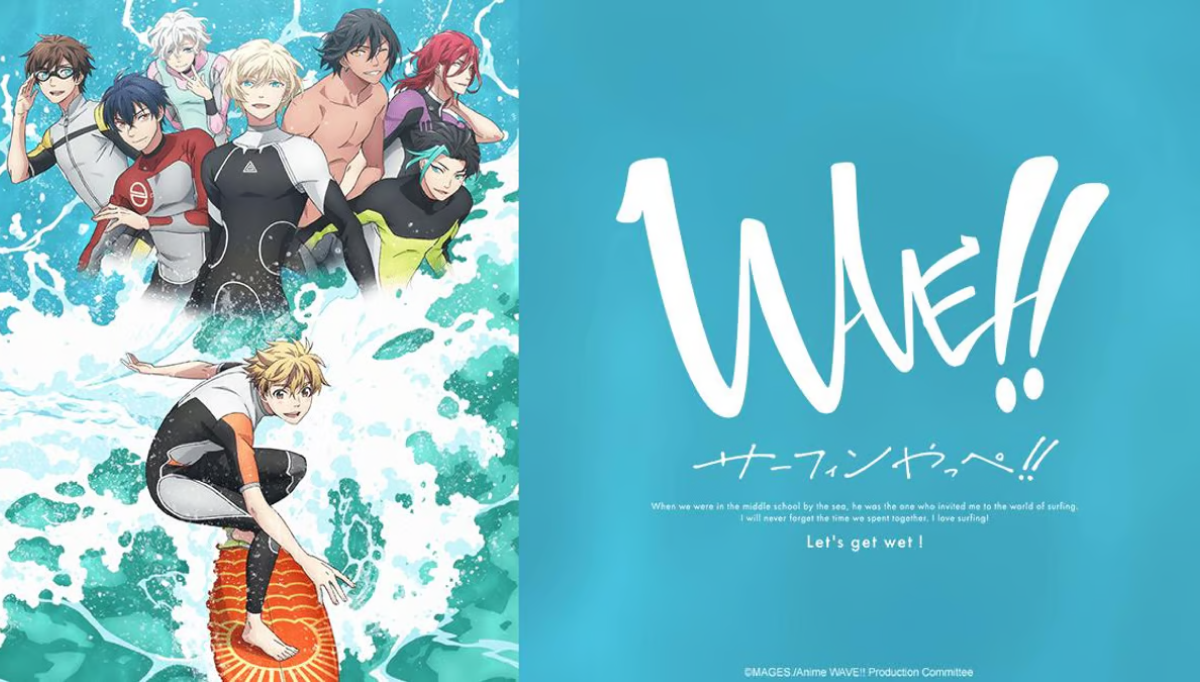 WAVE!!
サーフィンやっぺ!!
When we were in the middle school by the sea, he was the one who invited me to the world of surfing.
I will never forget the time we spent together. I love surfing!
Let's get wet !
©MAGES./Anime WAVE!! Production Committee